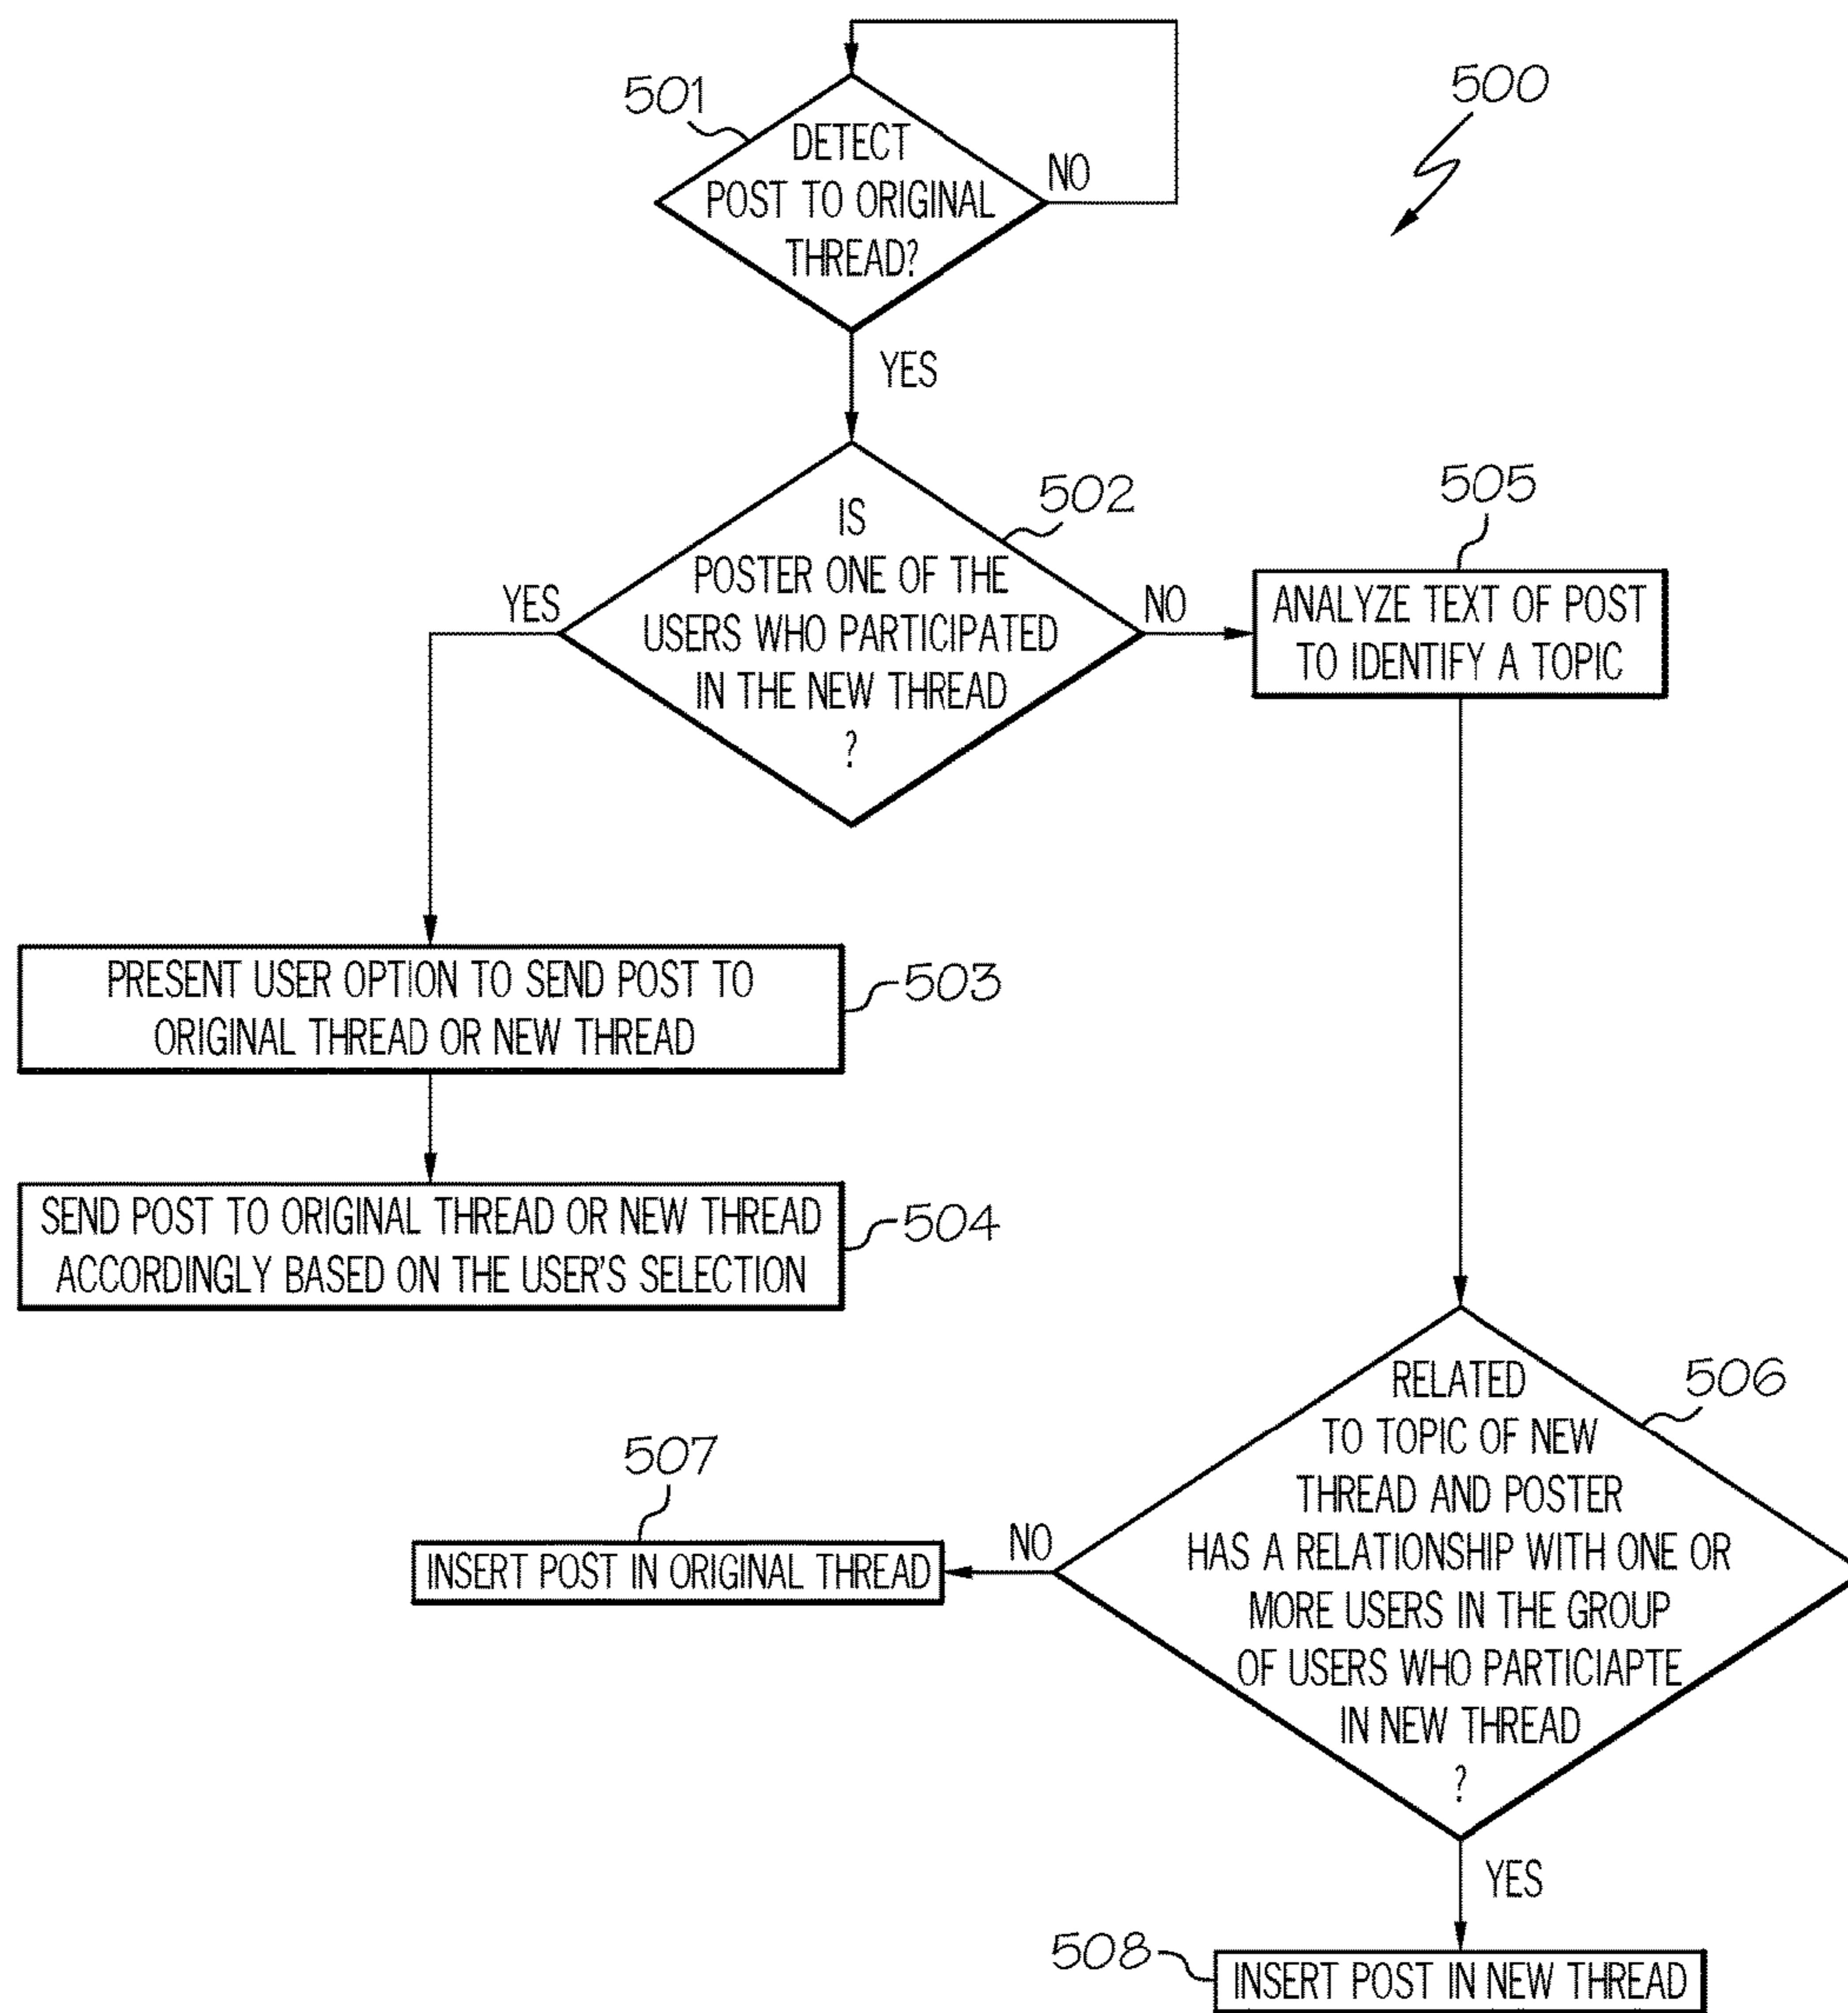 500
501
DETECT
POST TO ORIGINAL
THREAD?
NO
YES
502
IS
POSTER ONE OF THE
USERS WHO PARTICIPATED
IN THE NEW THREAD
?
YES
NO
505
ANALYZE TEXT OF POST
TO IDENTIFY A TOPIC
PRESENT USER OPTION TO SEND POST TO
ORIGINAL THREAD OR NEW THREAD
503
SEND POST TO ORIGINAL THREAD OR NEW THREAD
ACCORDINGLY BASED ON THE USER'S SELECTION
504
506
RELATED
TO TOPIC OF NEW
THREAD AND POSTER
HAS A RELATIONSHIP WITH ONE OR
MORE USERS IN THE GROUP
OF USERS WHO PARTICIAPTE
IN NEW THREAD
?
NO
507
INSERT POST IN ORIGINAL THREAD
YES
508
INSERT POST IN NEW THREAD